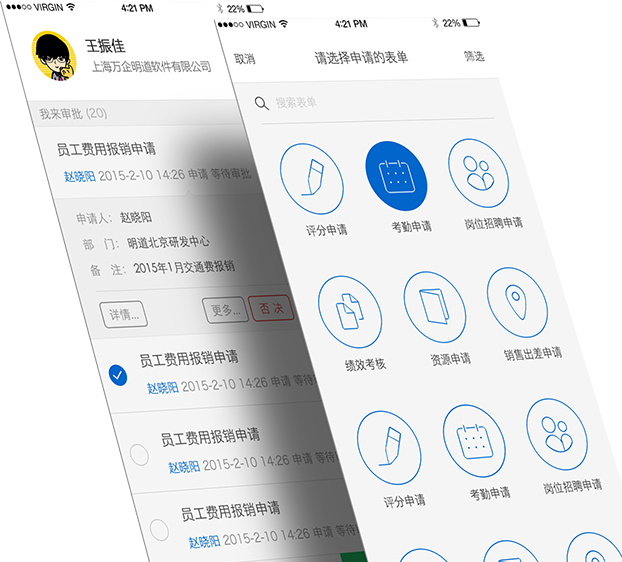 VIRGIN 4:21 PM 22%
王振佳
上海万企明道软件有限公司
我来审批 (20)
员工费用报销申请
赵晓阳 2015-2-10 14:26 申请 等待审批
申请人: 赵晓阳
部 门: 明道北京研发中心
备 注: 2015年1月交通费报销
详情... 更多... 否 决
员工费用报销申请
赵晓阳 2015-2-10 14:26 申请 等待
员工费用报销申请
赵晓阳 2015-2-10 14:26 申请 等待
员工费用报销申请
赵晓阳 2015-2-10 14:26 申请 等待
VIRGIN 4:21 PM 22%
取消 请选择申请的表单 筛选
搜索表单
评分申请 考勤申请 岗位招聘申请
绩效考核 资源申请 销售出差申请
评分申请 考勤申请 岗位招聘申请